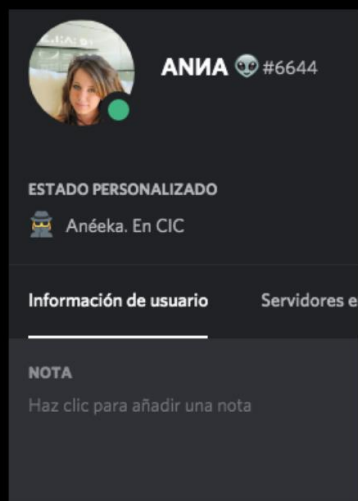 ANИA 👽 #6644
ESTADO PERSONALIZADO
Anéeka. En CIC
Información de usuario Servidores e
NOTA
Haz clic para añadir una nota